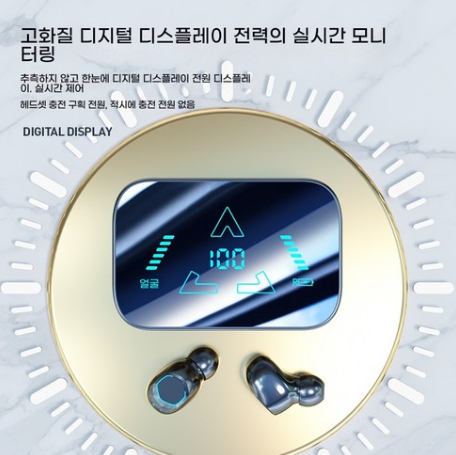 고화질 디지털 디스플레이 전력의 실시간 모니
터링
추측하지 않고 한눈에 디지털 디스플레이 전원 디스플레
이. 실시간 제어
헤드셋 충전 구획 전원, 적시에 충전 전원 없음
DIGITAL DISPLAY
100
얼굴